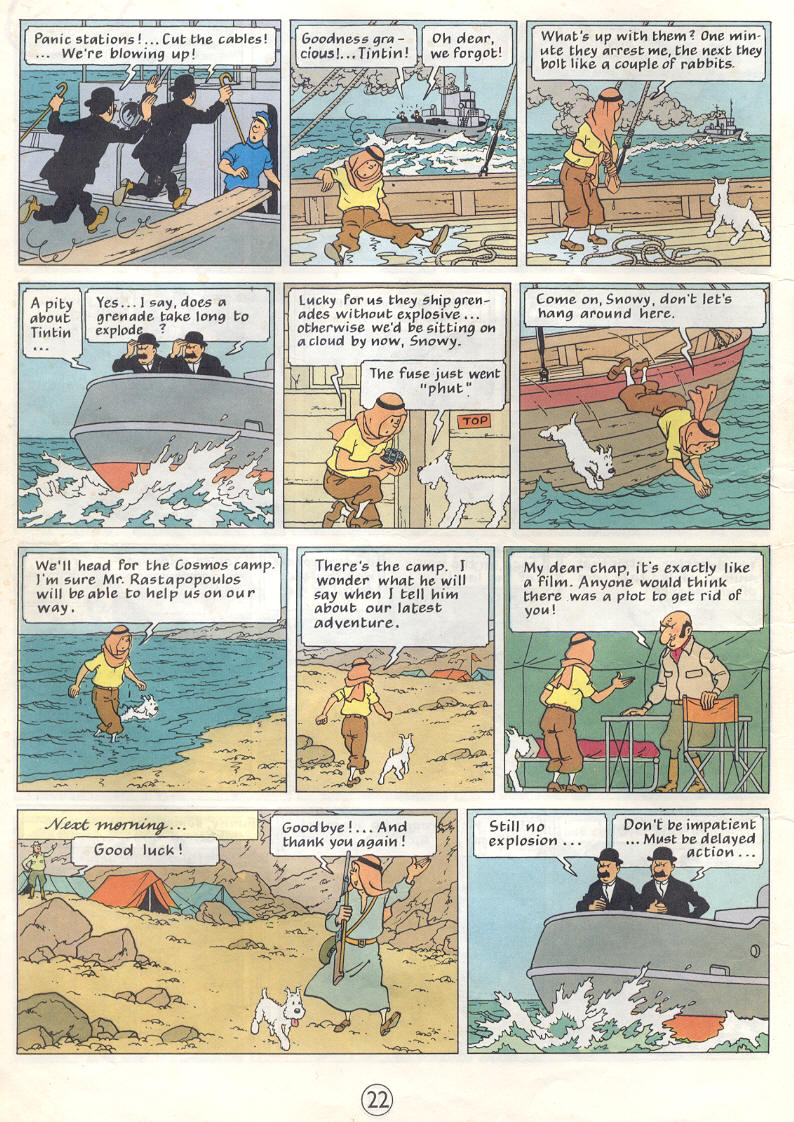 Panic stations!... Cut the cables!
... We're blowing up!
Goodness gra-
cious!... Tintin!
Oh dear,
we forgot!
What's up with them? One min-
ute they arrest me, the next they
bolt like a couple of rabbits.
A pity
about
Tintin
...
Yes... I say, does a
grenade take long to
explode ?
Lucky for us they ship gren-
ades without explosive...
otherwise we'd be sitting on
a cloud by now, Snowy.
The fuse just went
"phut".
TOP
Come on, Snowy, don't let's
hang around here.
We'll head for the Cosmos camp.
I'm sure Mr. Rastapopoulos
will be able to help us on our
way.
There's the camp. I
wonder what he will
say when I tell him
about our latest
adventure.
My dear chap, it's exactly like
a film. Anyone would think
there was a plot to get rid of
you!
Next morning...
Good luck!
Goodbye!... And
thank you again!
Still no
explosion...
Don't be impatient
... Must be delayed
action...
22